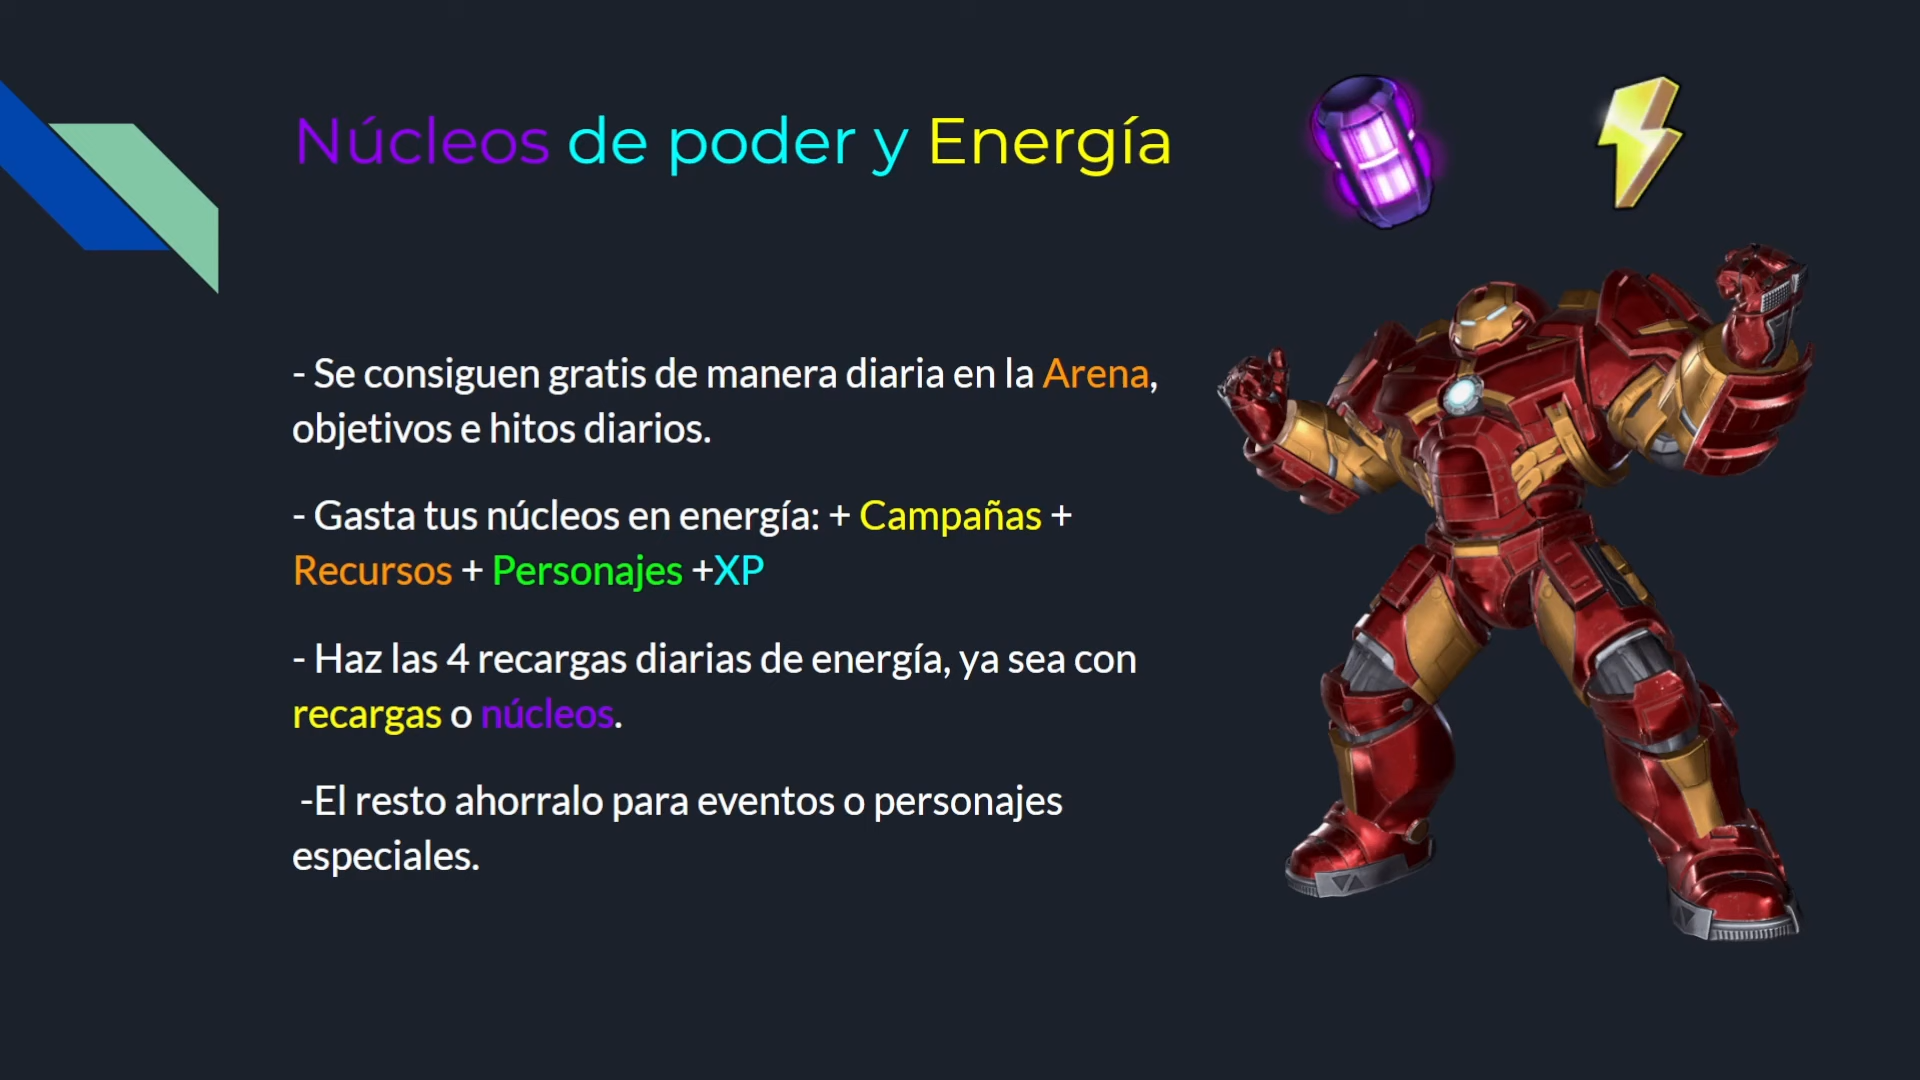 Núcleos de poder y Energía
- Se consiguen gratis de manera diaria en la Arena,
objetivos e hitos diarios.
- Gasta tus núcleos en energía: + Campañas +
Recursos + Personajes +XP
- Haz las 4 recargas diarias de energía, ya sea con
recargas o núcleos.
-El resto ahorralo para eventos o personajes
especiales.